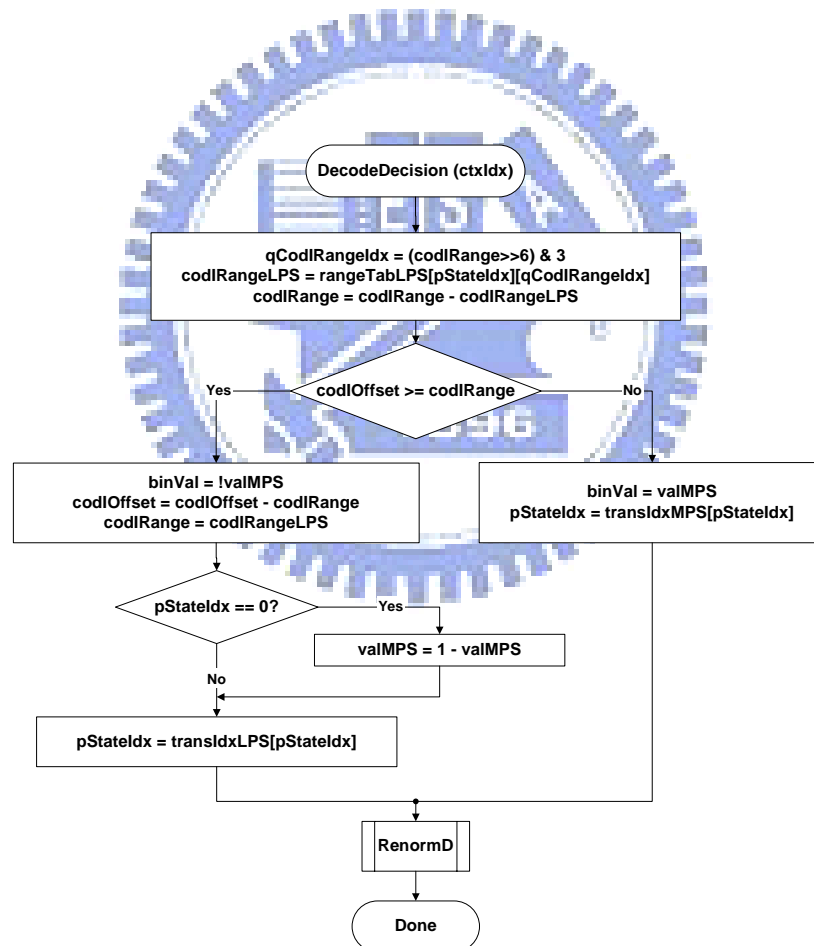 DecodeDecision (ctxIdx)
qCodIRangeIdx = (codIRange>>6) & 3
codIRangeLPS = rangeTabLPS[pStateIdx][qCodIRangeIdx]
codIRange = codIRange - codIRangeLPS
codIOffset >= codIRange
Yes
No
binVal = !valMPS
codIOffset = codIOffset - codIRange
codIRange = codIRangeLPS
binVal = valMPS
pStateIdx = transIdxMPS[pStateIdx]
pStateIdx == 0?
Yes
valMPS = 1 - valMPS
No
pStateIdx = transIdxLPS[pStateIdx]
RenormD
Done